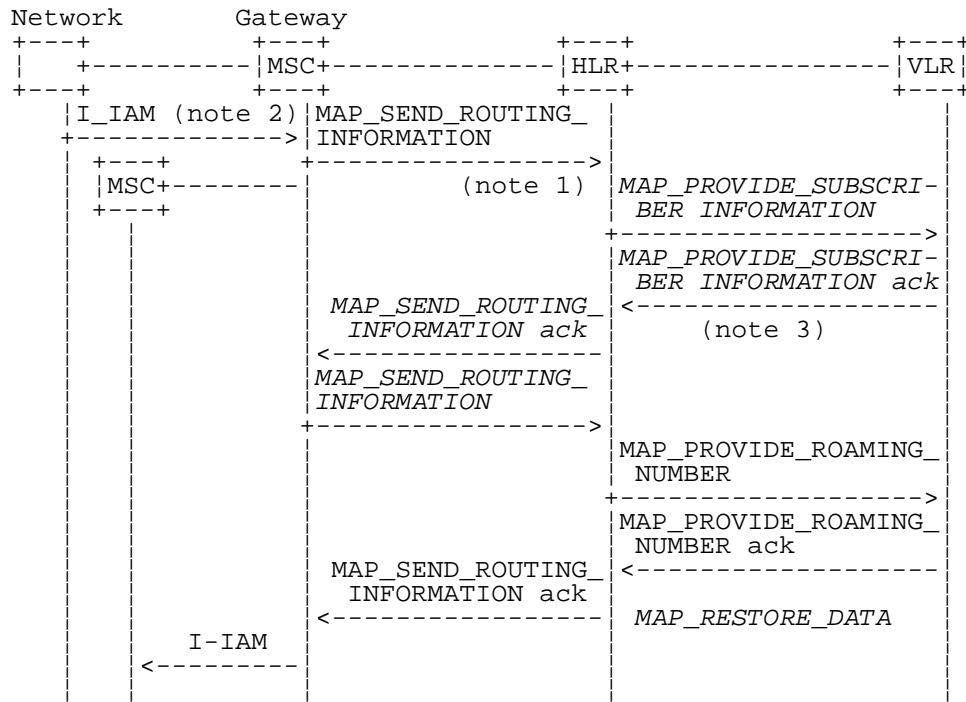 Network Gateway
MSC HLR VLR
I_IAM (note 2) MAP_SEND_ROUTING_
INFORMATION
MSC (note 1) MAP_PROVIDE_SUBSCRI-
BER INFORMATION
MAP_PROVIDE_SUBSCRI-
BER INFORMATION ack
MAP_SEND_ROUTING_
INFORMATION ack (note 3)
MAP_SEND_ROUTING_
INFORMATION
MAP_PROVIDE_ROAMING_
NUMBER
MAP_PROVIDE_ROAMING_
NUMBER ack
MAP_SEND_ROUTING_
INFORMATION ack
MAP_RESTORE_DATA
I-IAM